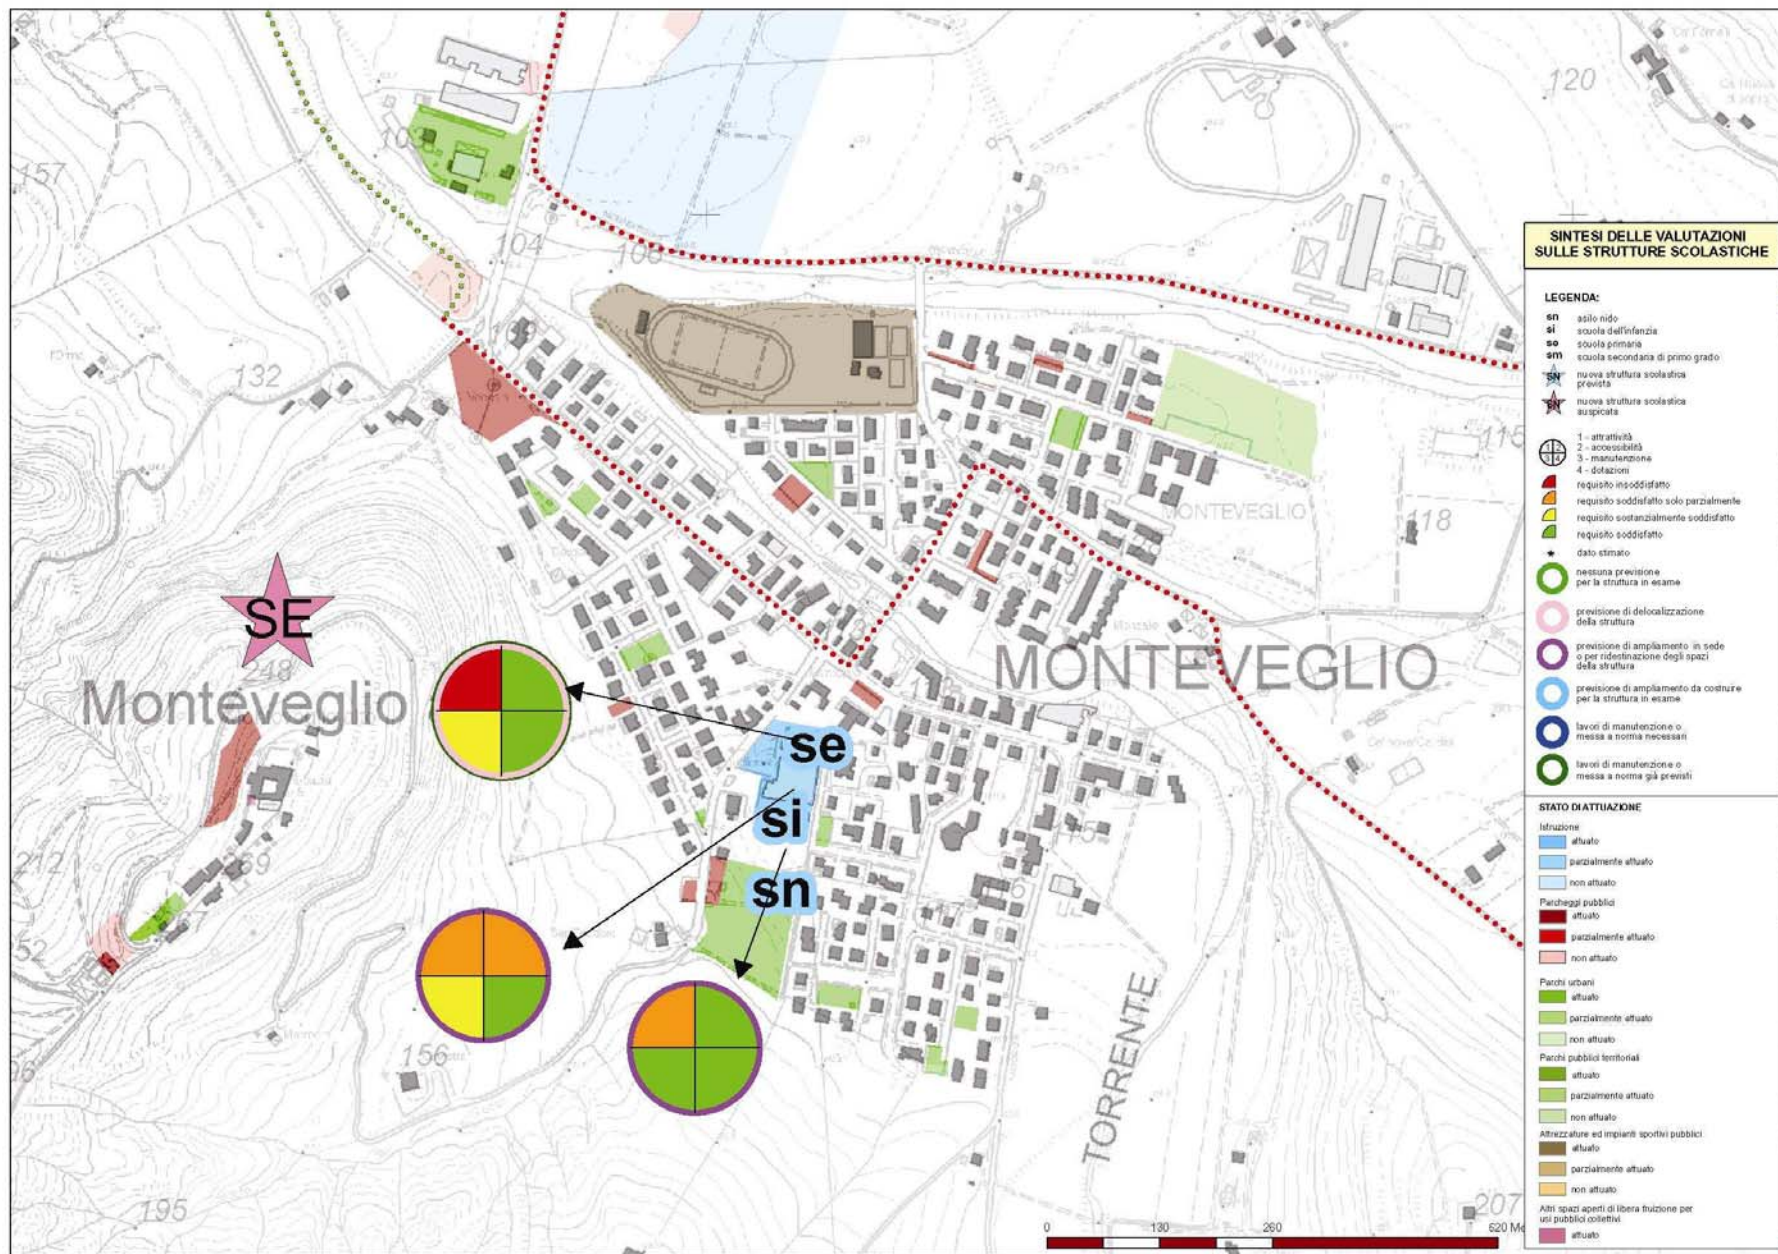 120
157
104
108
132
115
118
MONTEVEGLIO
SE
248
Monteveglio
MONTEVEGLIO
se
si
sn
212
156
TORRENTE
195
207
0 130 260 620 Me
SINTESI DELLE VALUTAZIONI
SULLE STRUTTURE SCOLASTICHE
LEGENDA:
sn asilo nido
si scuola dell'infanzia
se scuola primaria
sm scuola secondaria di primo grado
SN nuova struttura scolastica
prevista
SN nuova struttura scolastica
auspicata
1 - attrattività
2 - accessibilità
3 - manutenzione
4 - dotazioni
requisito insoddisfatto
requisito soddisfatto solo parzialmente
requisito sostanzialmente soddisfatto
requisito soddisfatto
dato stimato
nessuna previsione
per la struttura in esame
previsione di delocalizzazione
della struttura
previsione di ampliamento in sede
o per ridestinazione degli spazi
della struttura
previsione di ampliamento da costruire
per la struttura in esame
lavori di manutenzione o
messa a norma necessari
lavori di manutenzione o
messa a norma già previsti
STATO DI ATTUAZIONE
Istruzione
attuato
parzialmente attuato
non attuato
Parcheggi pubblici
attuato
parzialmente attuato
non attuato
Parchi urbani
attuato
parzialmente attuato
non attuato
Parchi pubblici territoriali
attuato
parzialmente attuato
non attuato
Attrezzature ed impianti sportivi pubblici
attuato
parzialmente attuato
non attuato
Altri spazi aperti di libera fruizione per
usi pubblici collettivi
attuato